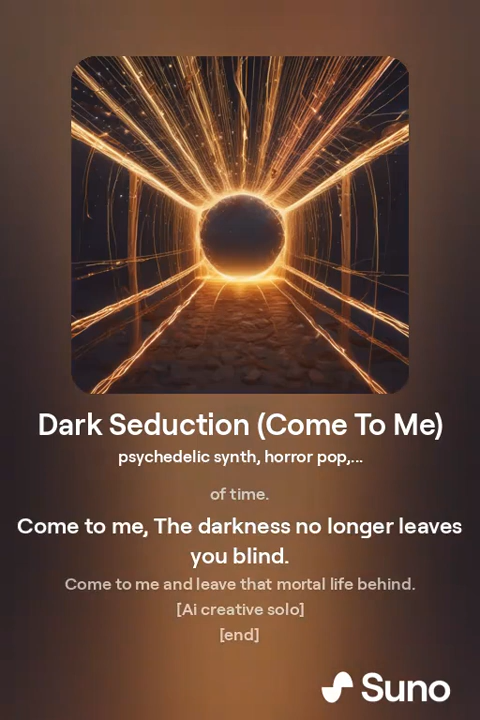 Dark Seduction (Come To Me)
psychedelic synth, horror pop,...
of time.
Come to me, The darkness no longer leaves
you blind.
Come to me and leave that mortal life behind.
[Ai creative solo]
[end]
Suno